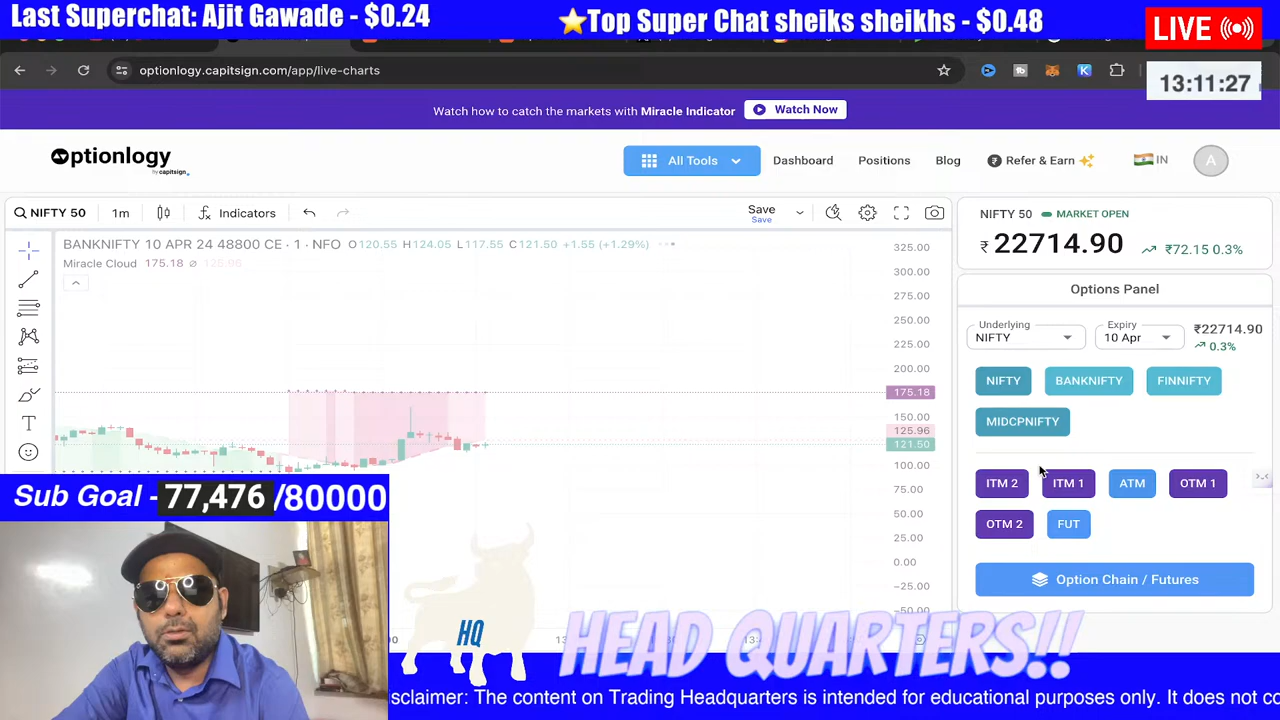 Last Superchat: Ajit Gawade - $0.24
⭐Top Super Chat sheiks sheikhs - $0.48
LIVE
optionlogy.capitsign.com/app/live-charts
13:11:27
Watch how to catch the markets with Miracle Indicator
Watch Now
Optionlogy
by capitsign.
All Tools
Dashboard
Positions
Blog
Refer & Earn
IN
A
NIFTY 50
1m
Indicators
Save
Save
BANKNIFTY 10 APR 24 48800 CE · 1 · NFO O120.55 H124.05 L117.55 C121.50 +1.55 (+1.29%)
Miracle Cloud 175.18 ⌀ 125.96
325.00
300.00
275.00
250.00
225.00
200.00
175.18
150.00
125.96
121.50
100.00
75.00
50.00
25.00
0.00
−25.00
−50.00
NIFTY 50 MARKET OPEN
₹ 22714.90
₹72.15 0.3%
Options Panel
Underlying
NIFTY
Expiry
10 Apr
₹22714.90
0.3%
NIFTY
BANKNIFTY
FINNIFTY
MIDCPNIFTY
ITM 2
ITM 1
ATM
OTM 1
OTM 2
FUT
Option Chain / Futures
Sub Goal - 77,476 /80000
HQ
HEAD QUARTERS!!
sclaimer: The content on Trading Headquarters is intended for educational purposes only. It does not co